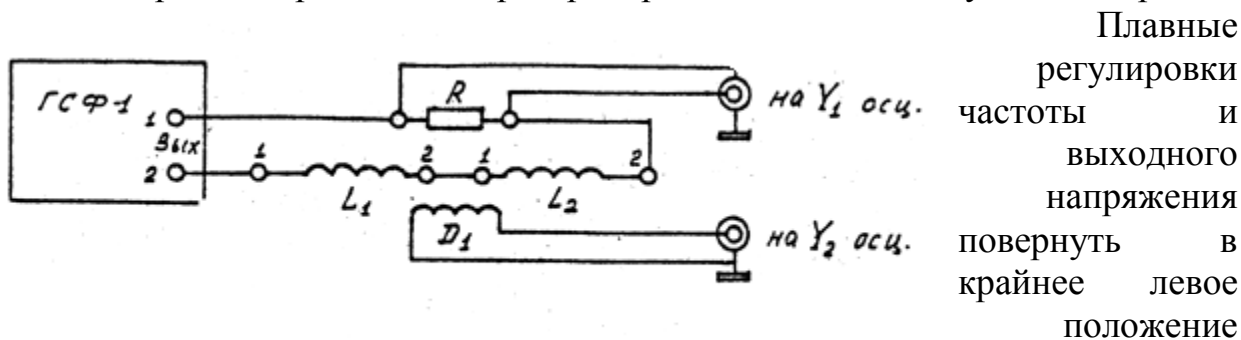 Плавные
регулировки
частоты и
выходного
напряжения
повернуть в
крайнее левое
положение
ГСФ-1
1
Вых
2
R
на Y₁ осц.
1
L₁
2
1
L₂
2
D₁
на Y₂ осц.